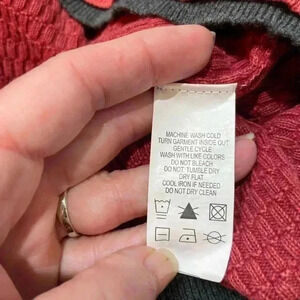 MACHINE WASH COLD
TURN GARMENT INSIDE OUT
GENTLE CYCLE
WASH WITH LIKE COLORS
DO NOT BLEACH
DO NOT TUMBLE DRY
DRY FLAT
COOL IRON IF NEEDED
DO NOT DRY CLEAN